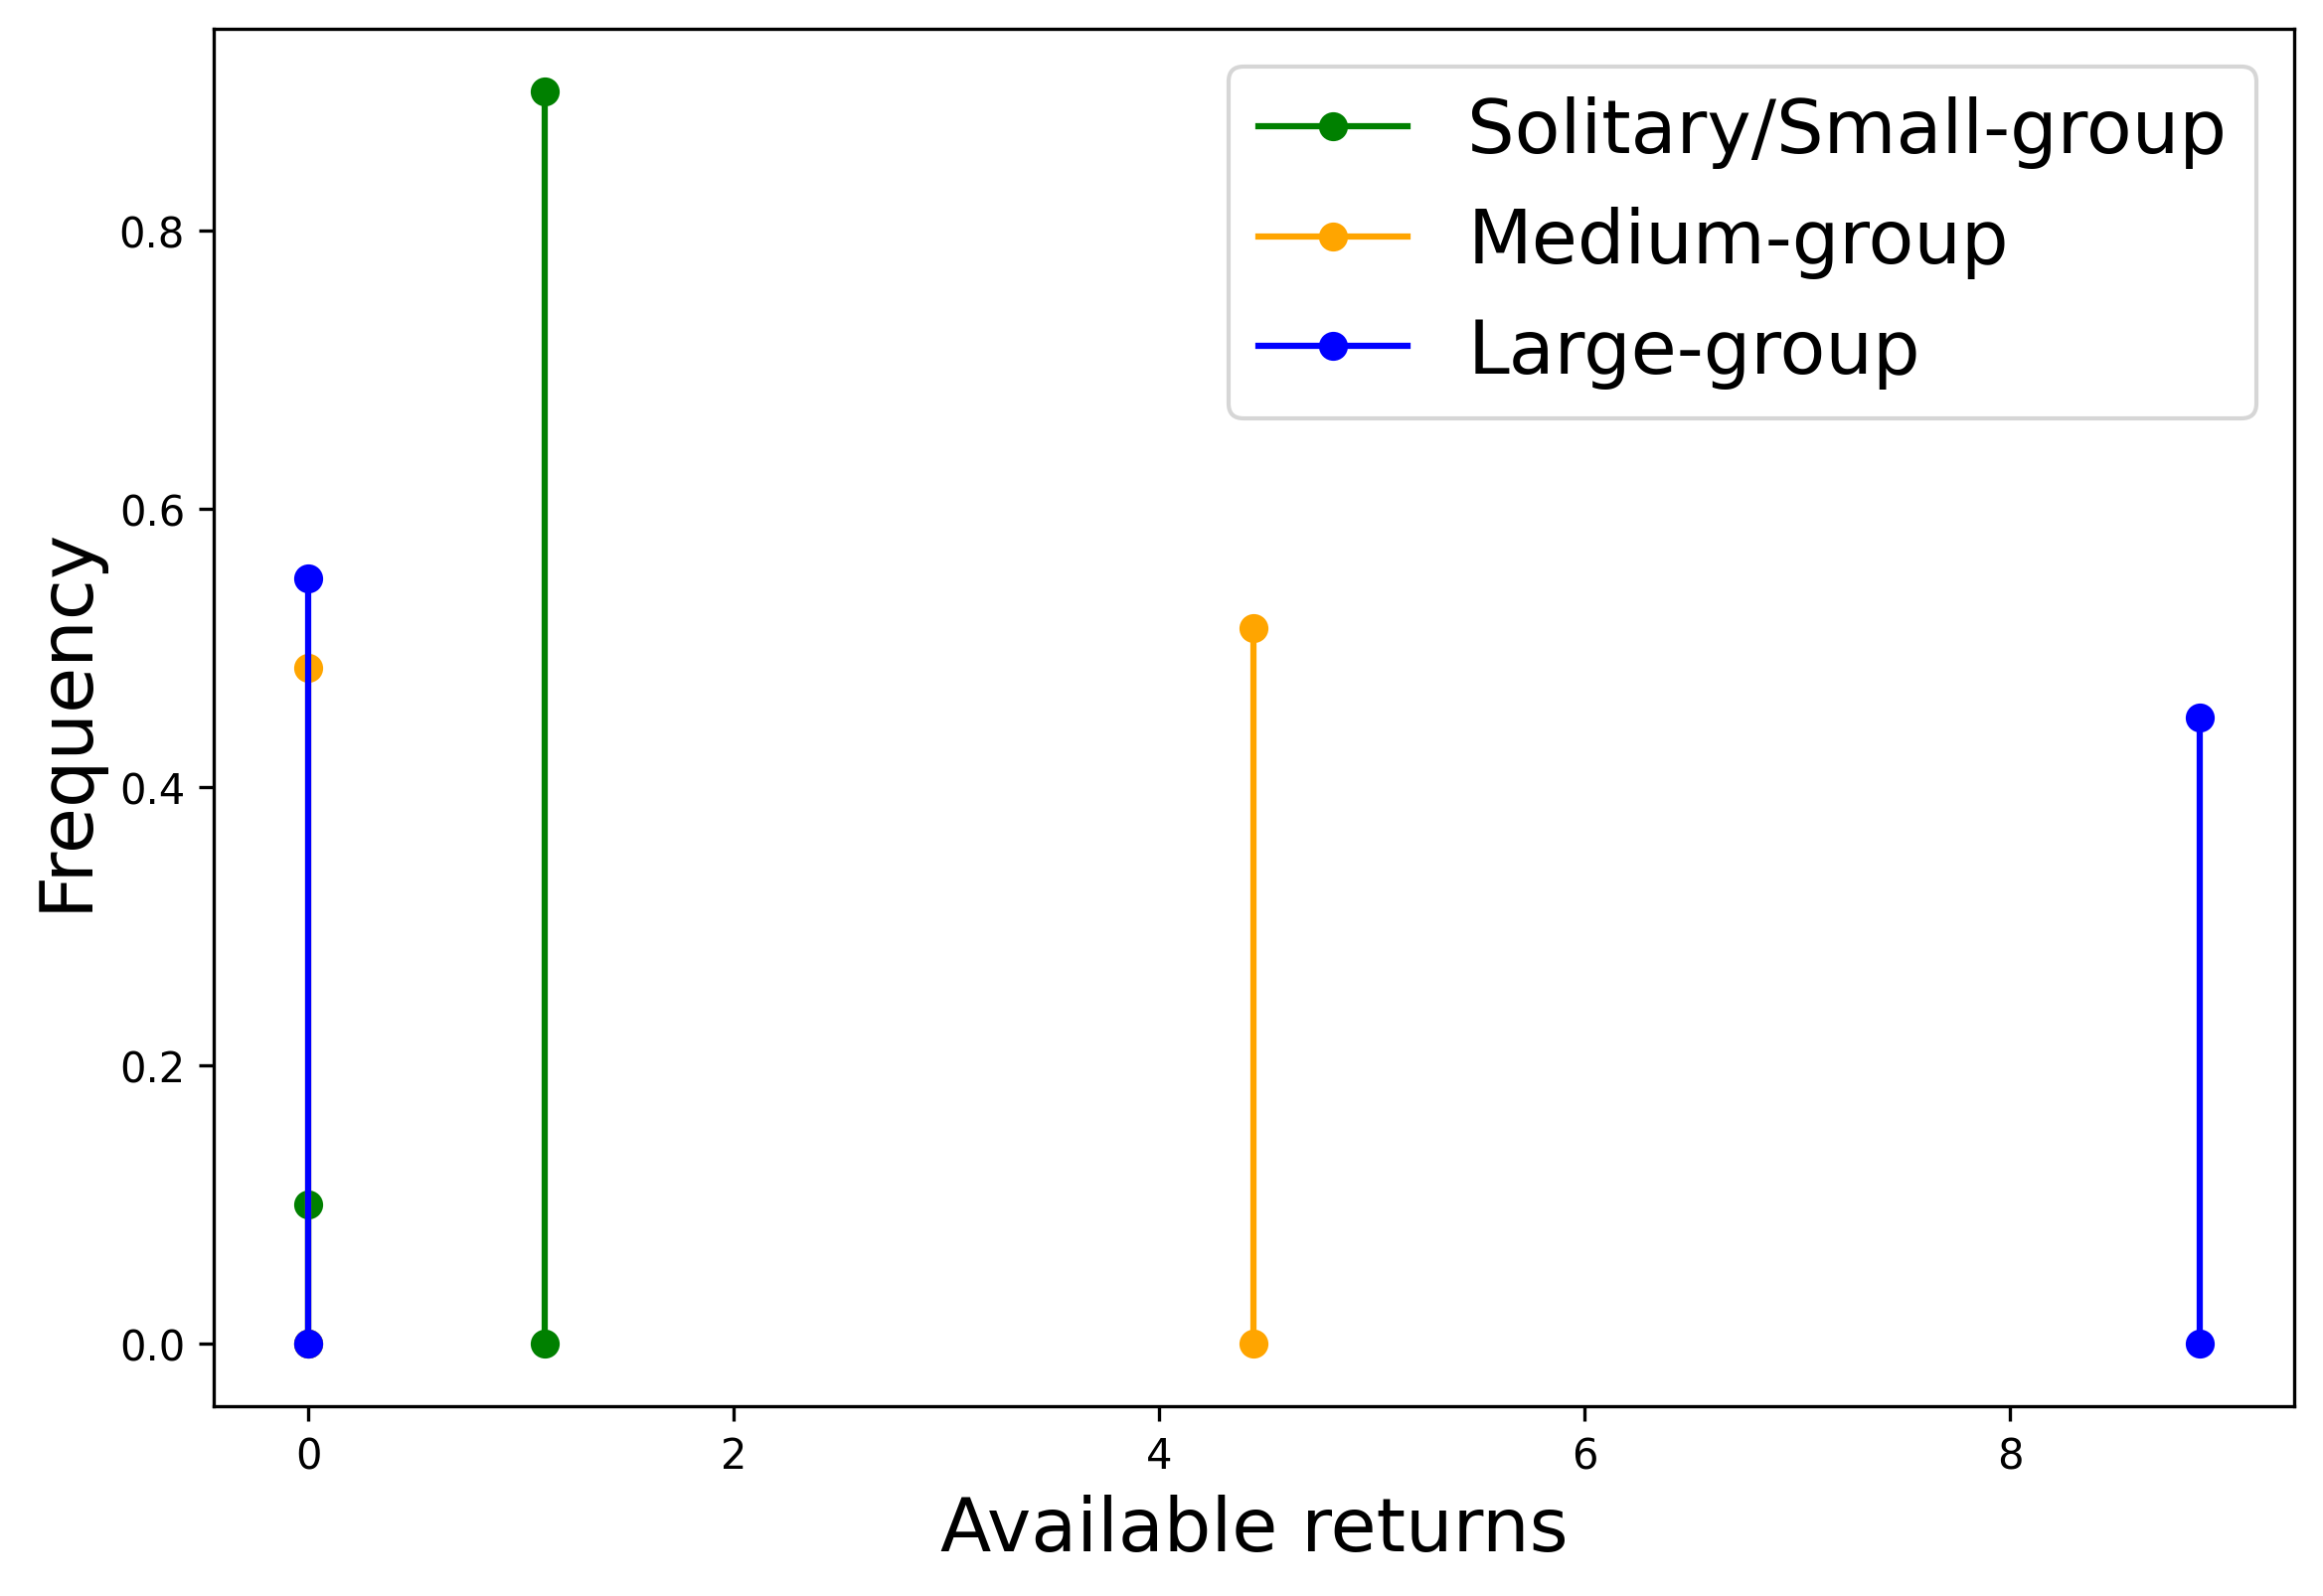 Solitary/Small-group
Medium-group
Large-group
Frequency
0.8
0.6
0.4
0.2
0.0
0 2 4 6 8
Available returns